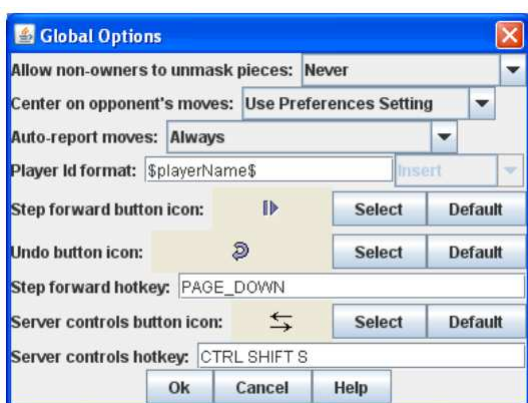 Global Options
Allow non-owners to unmask pieces: Never
Center on opponent's moves: Use Preferences Setting
Auto-report moves: Always
Player Id format: $playerName$ Insert
Step forward button icon: Select Default
Undo button icon: Select Default
Step forward hotkey: PAGE_DOWN
Server controls button icon: Select Default
Server controls hotkey: CTRL SHIFT S
Ok Cancel Help